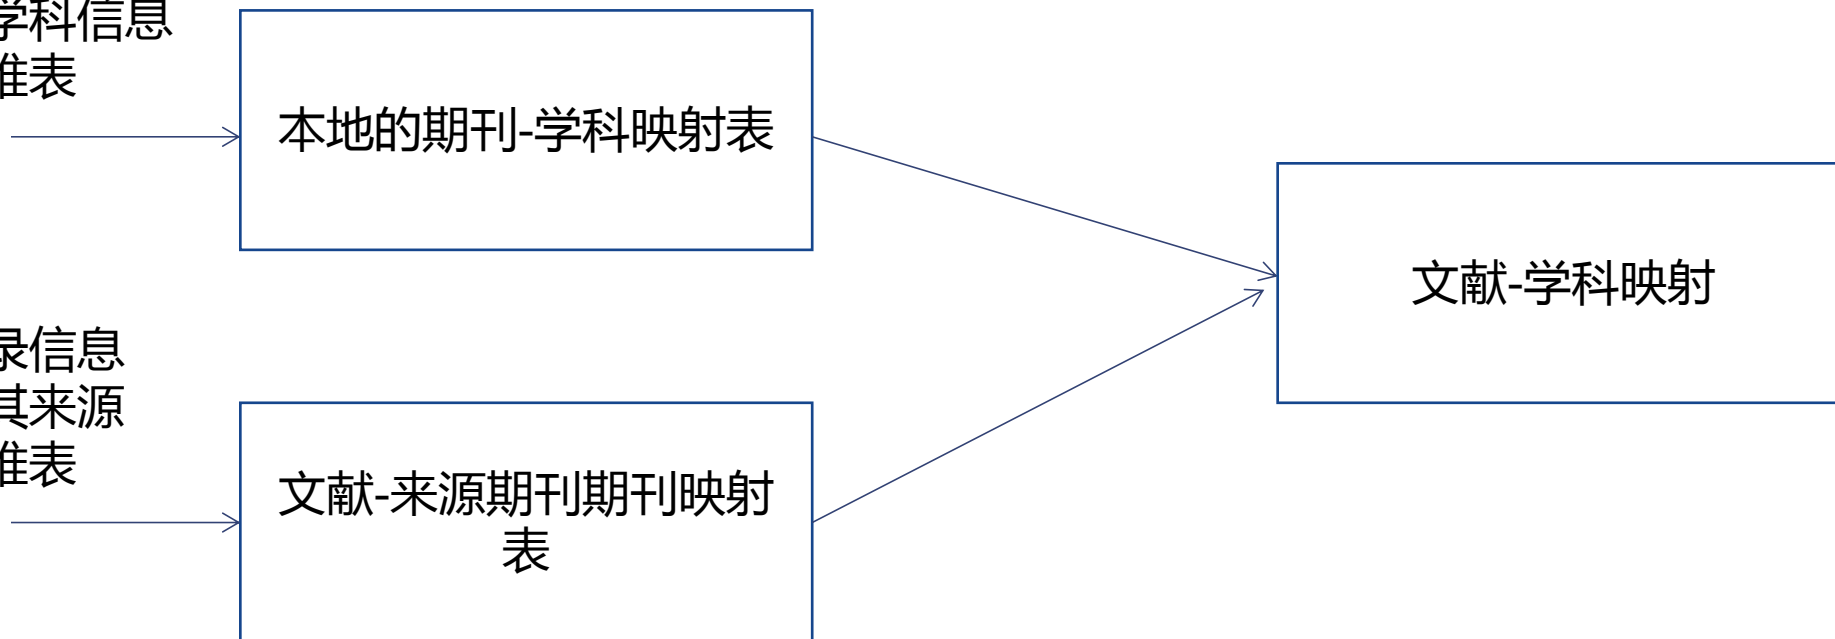 学科信息
准表
本地的期刊-学科映射表
文献-学科映射
录信息
其来源
准表
文献-来源期刊期刊映射
表